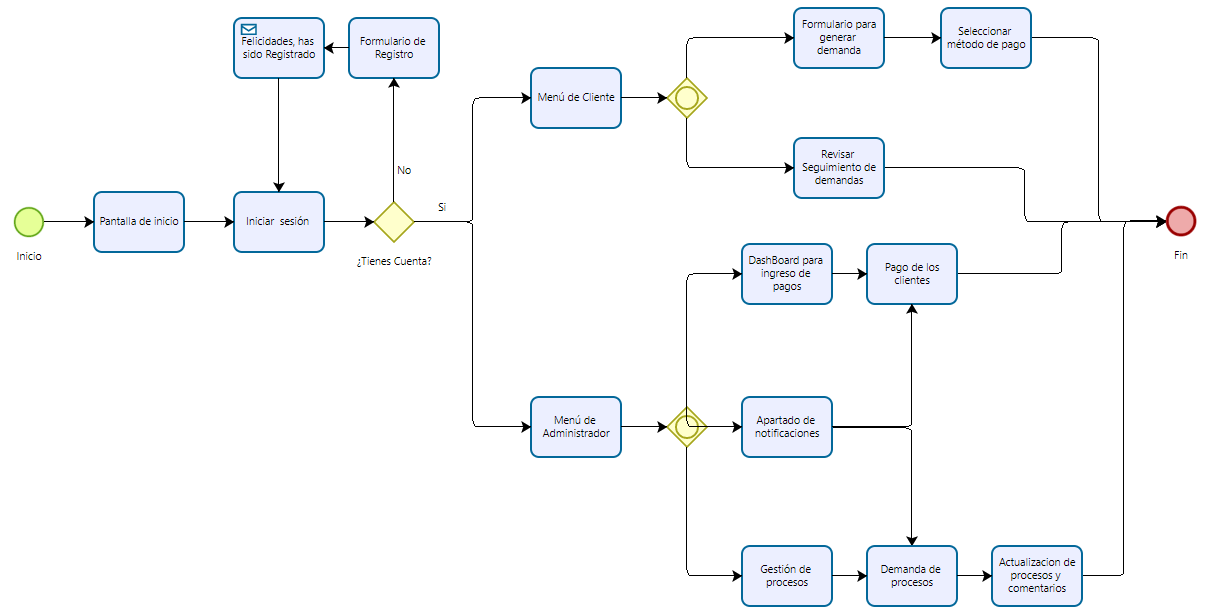 Felicidades, has
sido Registrado
Formulario de
Registro
Formulario para
generar
demanda
Seleccionar
método de pago
Menú de Cliente
Revisar
Seguimiento de
demandas
No
Si
Pantalla de inicio
Iniciar sesión
Inicio
¿Tienes Cuenta?
Fin
DashBoard para
ingreso de
pagos
Pago de los
clientes
Menú de
Administrador
Apartado de
notificaciones
Gestión de
procesos
Demanda de
procesos
Actualizacion de
procesos y
comentarios